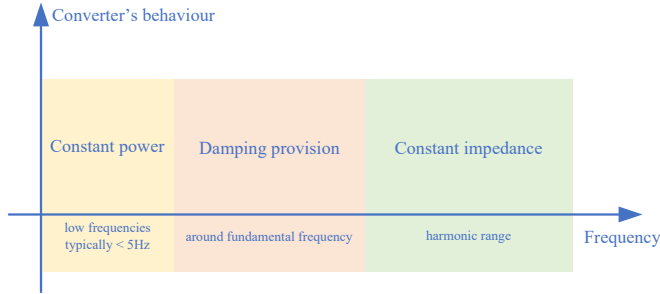 Converter’s behaviour
Constant power
Damping provision
Constant impedance
low frequencies
typically < 5Hz
around fundamental frequency
harmonic range
Frequency